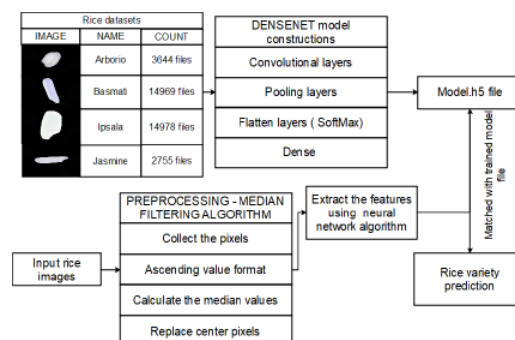 Rice datasets
IMAGE NAME COUNT
Arborio 3644 files
Basmati 14969 files
Ipsala 14978 files
Jasmine 2755 files
DENSENET model
constructions
Convolutional layers
Pooling layers
Flatten layers ( SoftMax)
Dense
Model.h5 file
Matched with trained model
file
Input rice
images
PREPROCESSING - MEDIAN
FILTERING ALGORITHM
Collect the pixels
Ascending value format
Calculate the median values
Replace center pixels
Extract the features
using neural
network algorithm
Rice variety
prediction